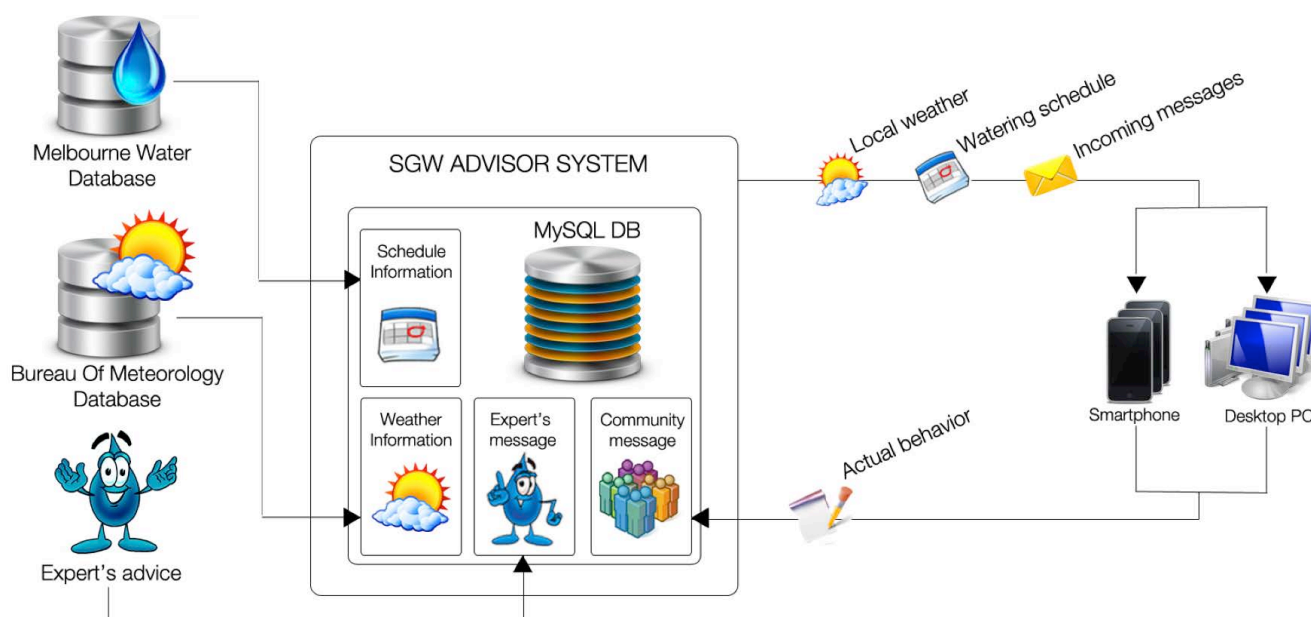 Melbourne Water
Database
Bureau Of Meteorology
Database
Expert's advice
SGW ADVISOR SYSTEM
MySQL DB
Schedule
Information
Weather
Information
Expert's
message
Community
message
Local weather
Watering schedule
Incoming messages
Smartphone
Desktop PC
Actual behavior